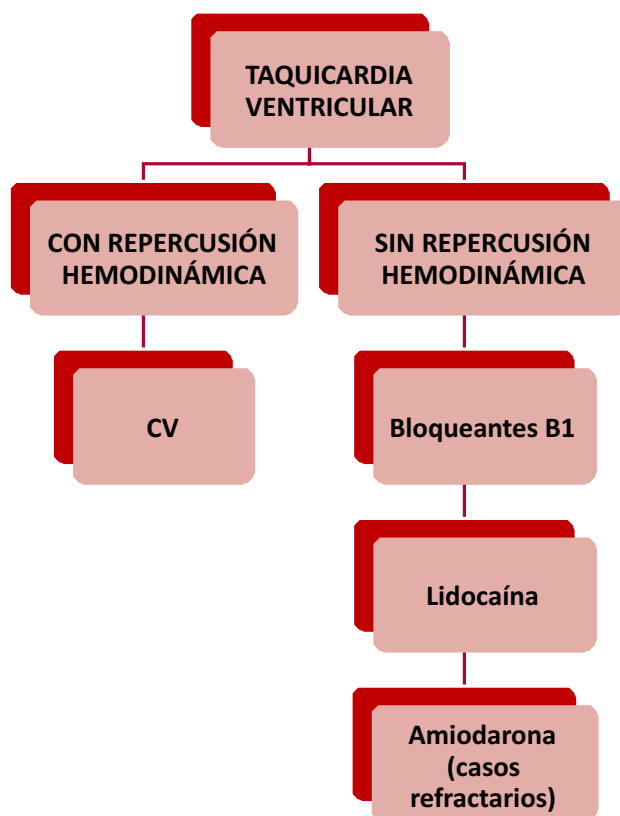 TAQUICARDIA
VENTRICULAR
CON REPERCUSIÓN
HEMODINÁMICA
SIN REPERCUSIÓN
HEMODINÁMICA
CV
Bloqueantes B1
Lidocaína
Amiodarona
(casos
refractarios)